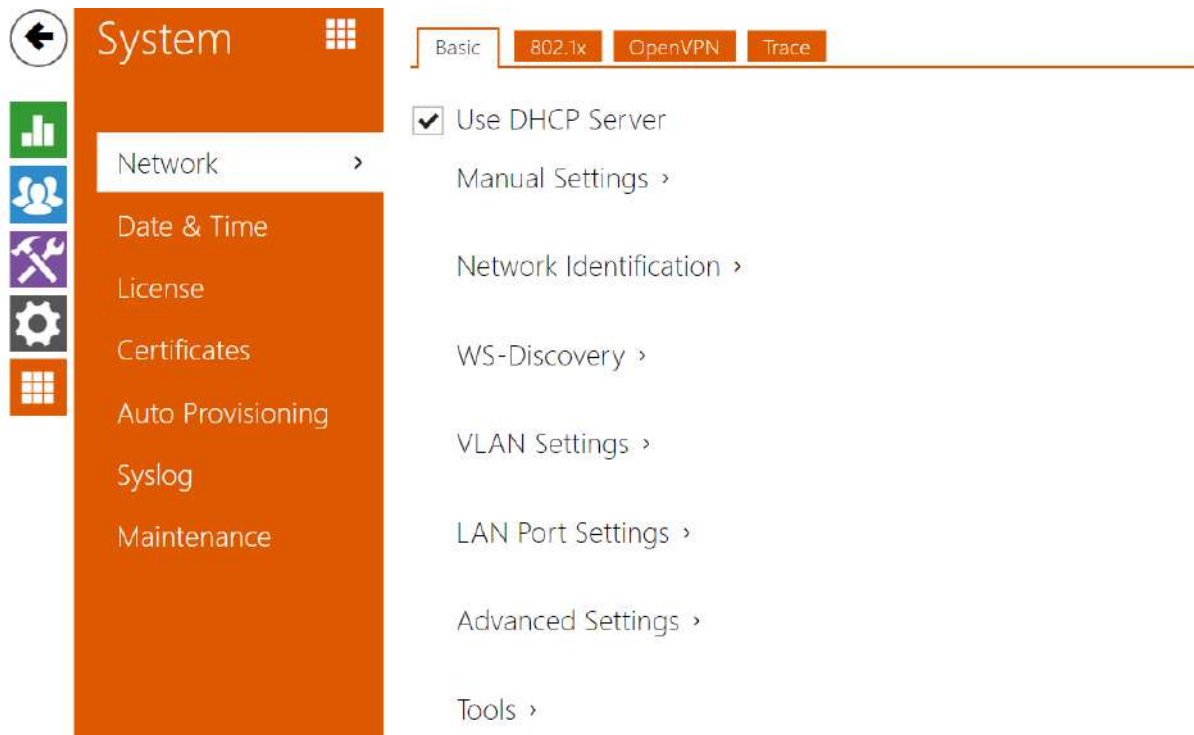 System
Network
Date & Time
License
Certificates
Auto Provisioning
Syslog
Maintenance
Basic 802.1x OpenVPN Trace
Use DHCP Server
Manual Settings
Network Identification
WS-Discovery
VLAN Settings
LAN Port Settings
Advanced Settings
Tools